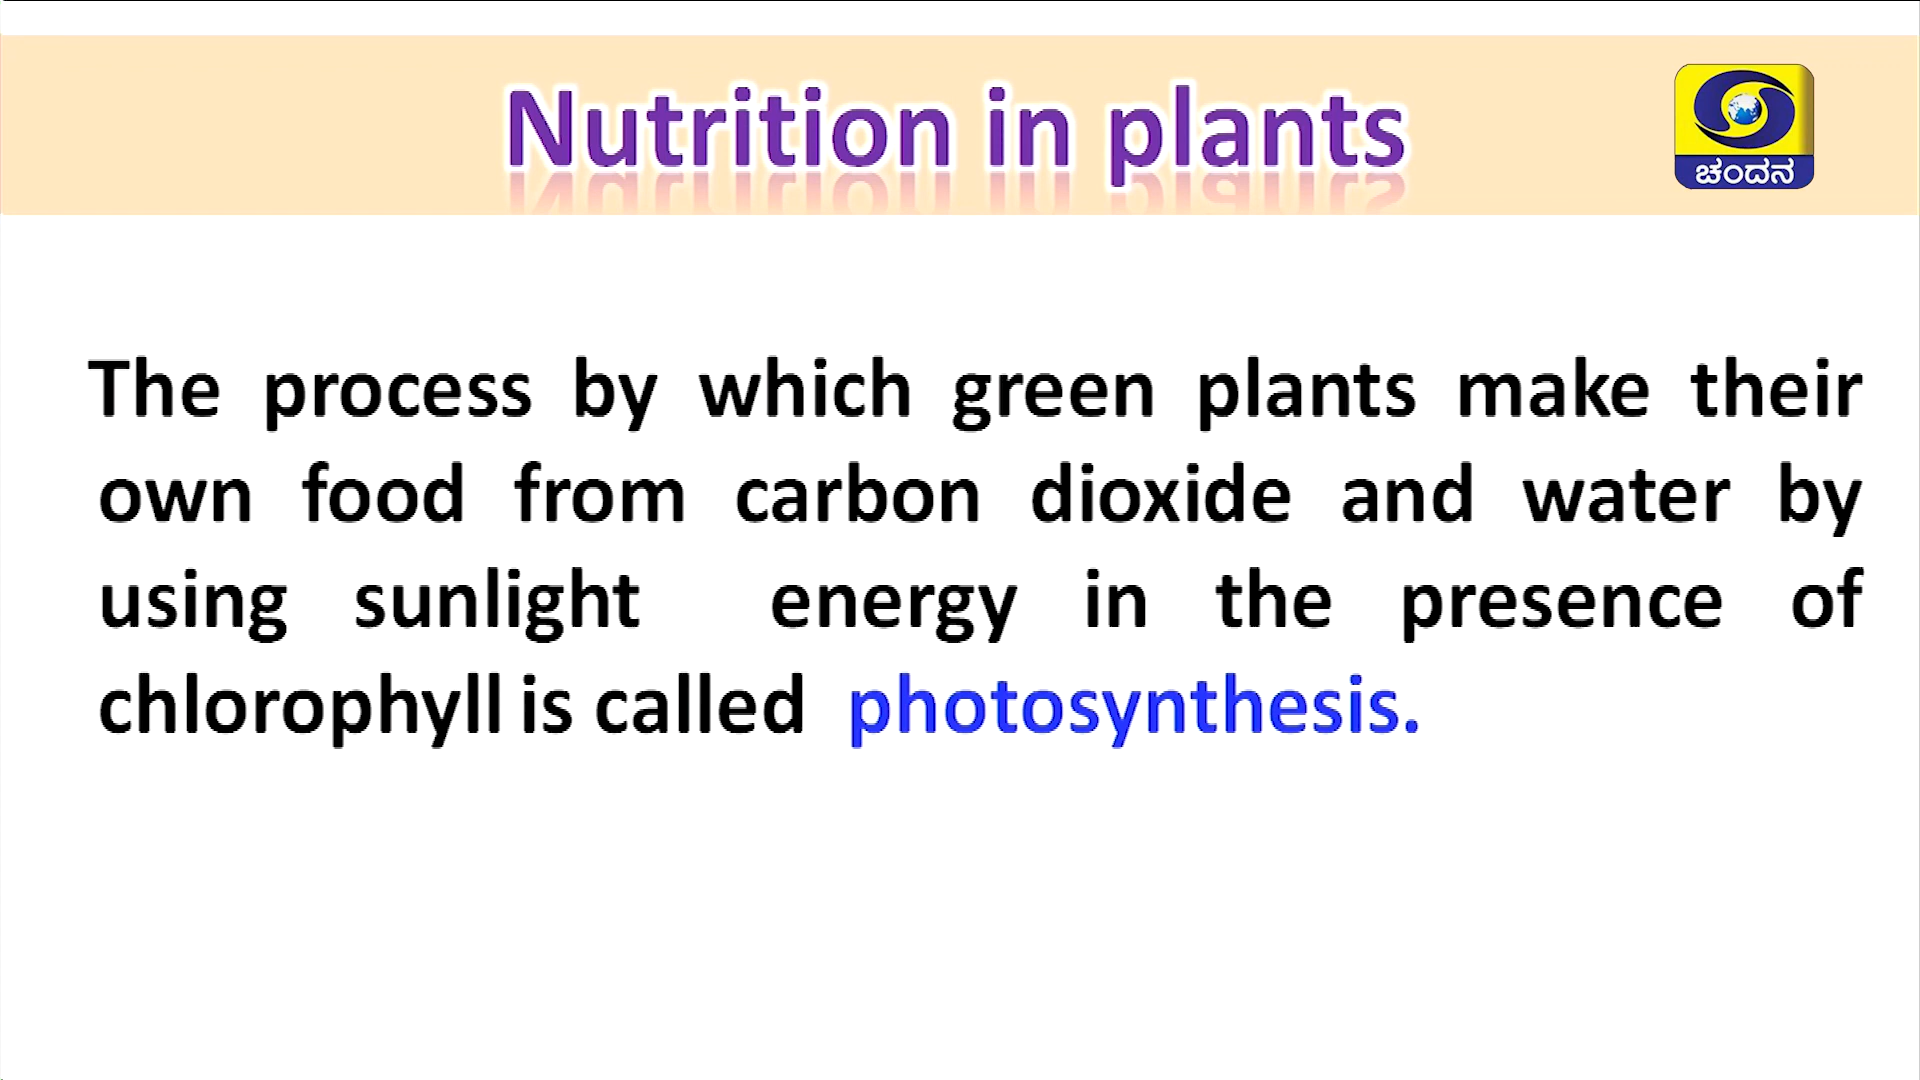 Nutrition in plants
ಚಂದನ
The process by which green plants make their
own food from carbon dioxide and water by
using sunlight energy in the presence of
chlorophyll is called photosynthesis.